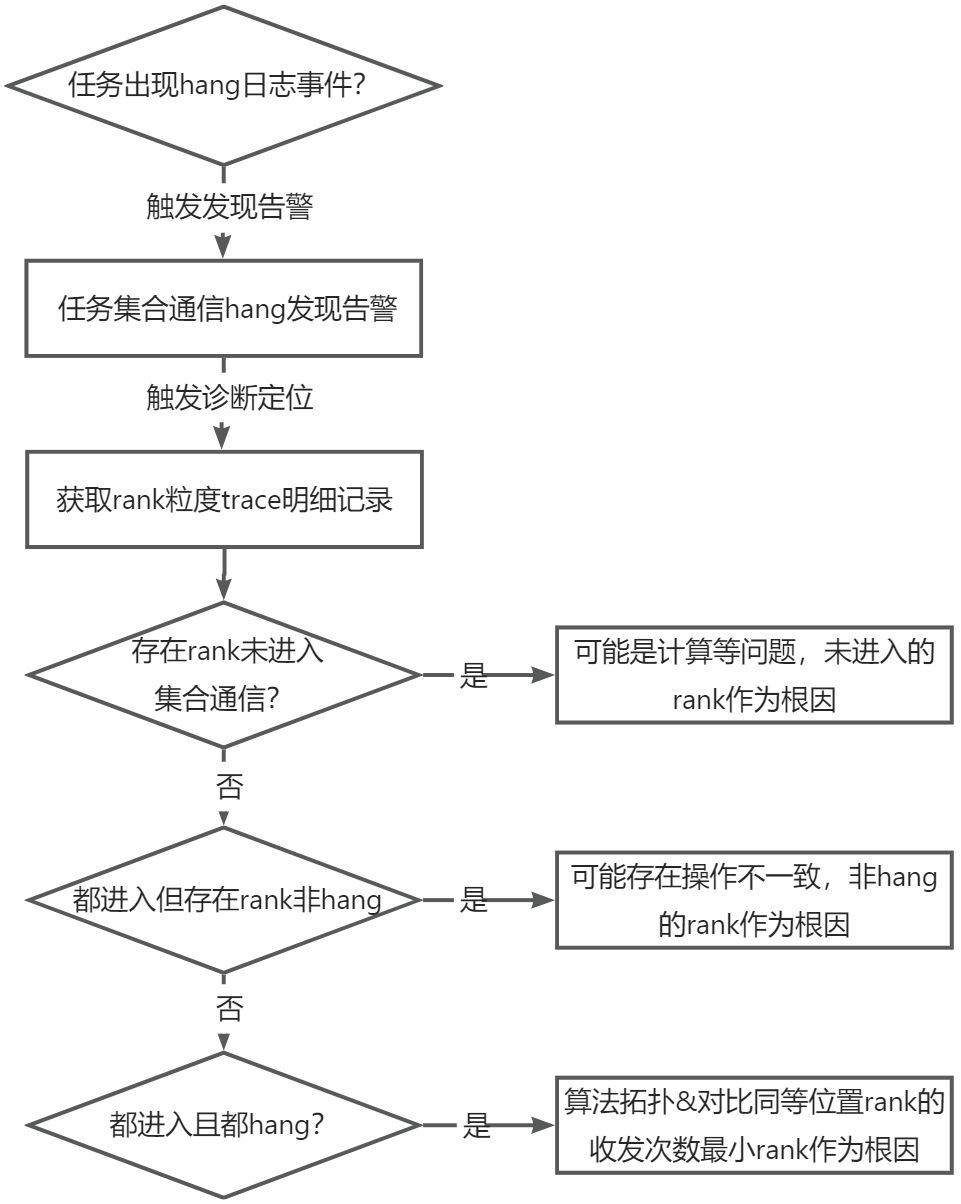 任务出现hang日志事件?
触发发现告警
任务集合通信hang发现告警
触发诊断定位
获取rank粒度trace明细记录
存在rank未进入
集合通信?
是
可能是计算等问题，未进入的
rank作为根因
否
都进入但存在rank非hang
是
可能存在操作不一致，非hang
的rank作为根因
否
都进入且都hang?
是
算法拓扑&对比同等位置rank的
收发次数最小rank作为根因